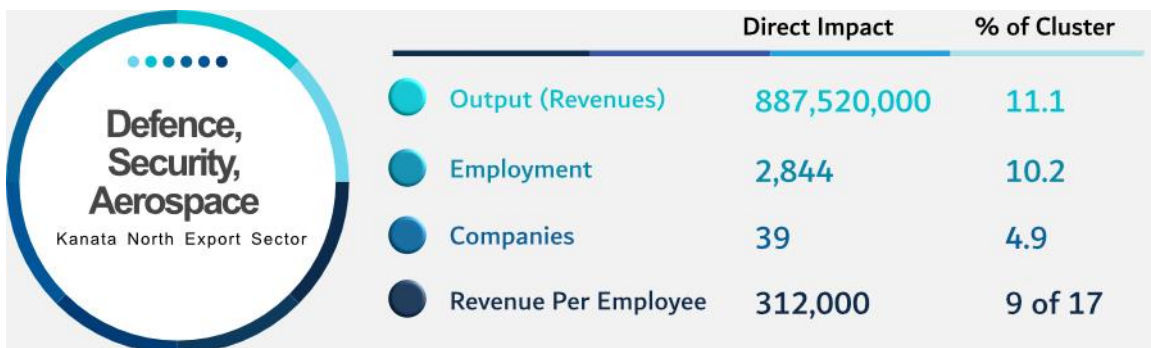 Defence,
Security,
Aerospace
Kanata North Export Sector
Direct Impact % of Cluster
Output (Revenues) 887,520,000 11.1
Employment 2,844 10.2
Companies 39 4.9
Revenue Per Employee 312,000 9 of 17